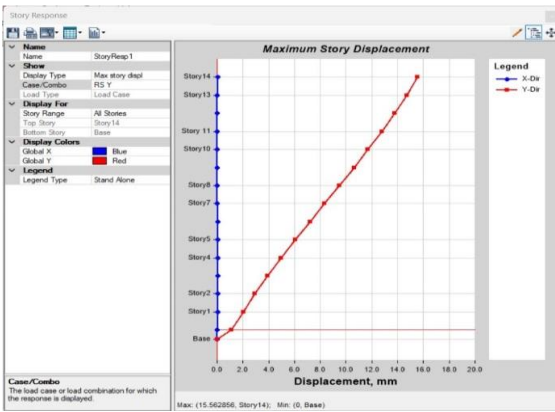 Story Response
Name
Name StoryResp1
Show
Display Type Max story displ
Case/Combo RS Y
Load Type Load Case
Display For
Story Range All Stories
Top Story Story14
Bottom Story Base
Display Colors
Global X Blue
Global Y Red
Legend
Legend Type Stand Alone
Case/Combo
The load case or load combination for which
the response is displayed.
Maximum Story Displacement
Story14
Story13
Story 11
Story10
Story8
Story7
Story5
Story4
Story2
Story1
Base
0.0 2.0 4.0 6.0 8.0 10.0 12.0 14.0 16.0 18.0 20.0
Displacement, mm
Legend
X-Dir
Y-Dir
Max: (15.562856, Story14); Min: (0, Base)